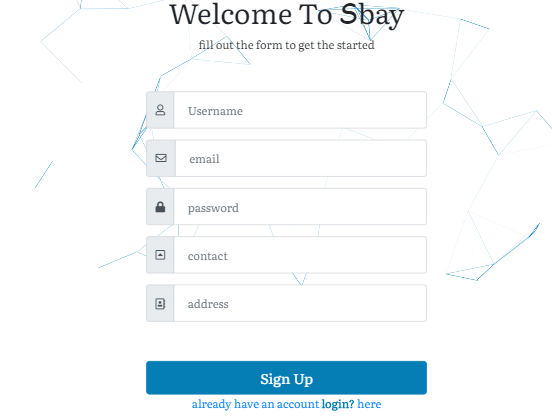 Welcome To Sbay
fill out the form to get the started
Username
email
password
contact
address
Sign Up
already have an account login? here